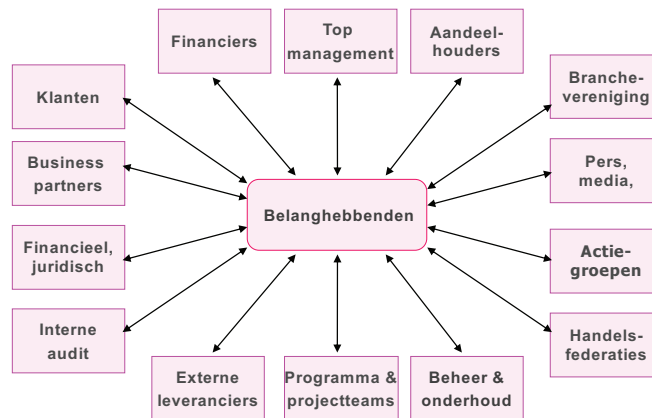 Financiers
Top
management
Aandeel-
houders
Branche-
vereniging
Klanten
Business
partners
Pers,
media,
Belanghebbenden
Financieel,
juridisch
Actie-
groepen
Interne
audit
Handels-
federaties
Externe
leveranciers
Programma &
projectteams
Beheer &
onderhoud